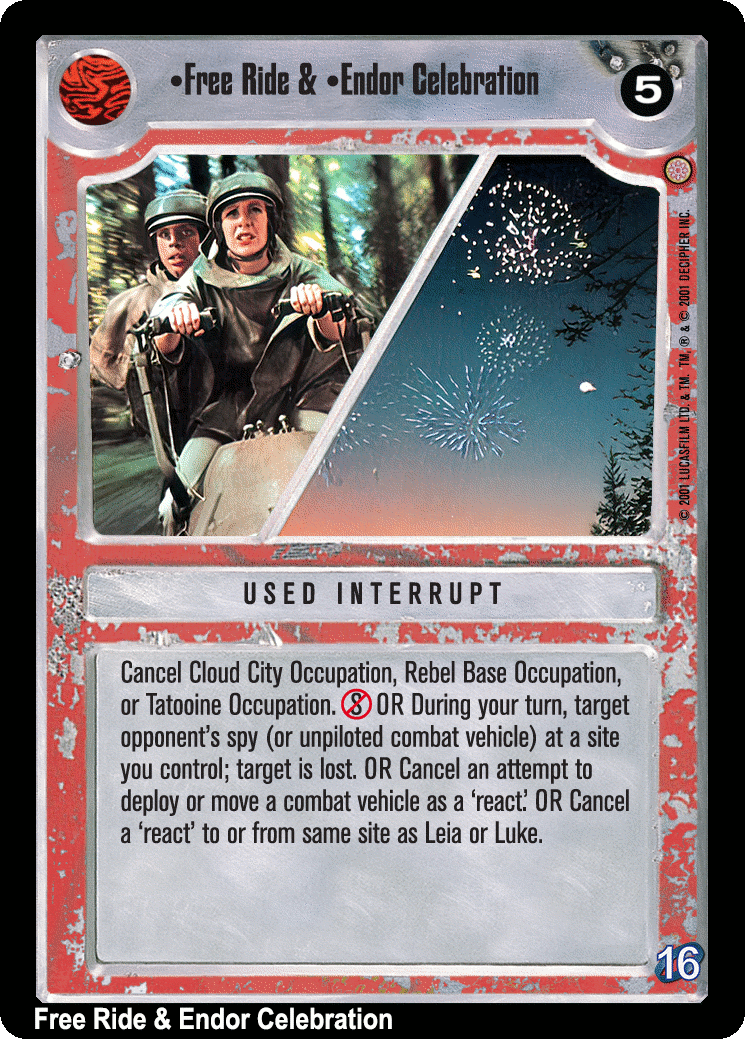 •Free Ride & •Endor Celebration
5
© 2001 LUCASFILM LTD. & TM. TM, ® & © 2001 DECIPHER INC.
USED INTERRUPT
Cancel Cloud City Occupation, Rebel Base Occupation,
or Tatooine Occupation. S OR During your turn, target
opponent's spy (or unpiloted combat vehicle) at a site
you control; target is lost. OR Cancel an attempt to
deploy or move a combat vehicle as a 'react.' OR Cancel
a 'react' to or from same site as Leia or Luke.
16
Free Ride & Endor Celebration